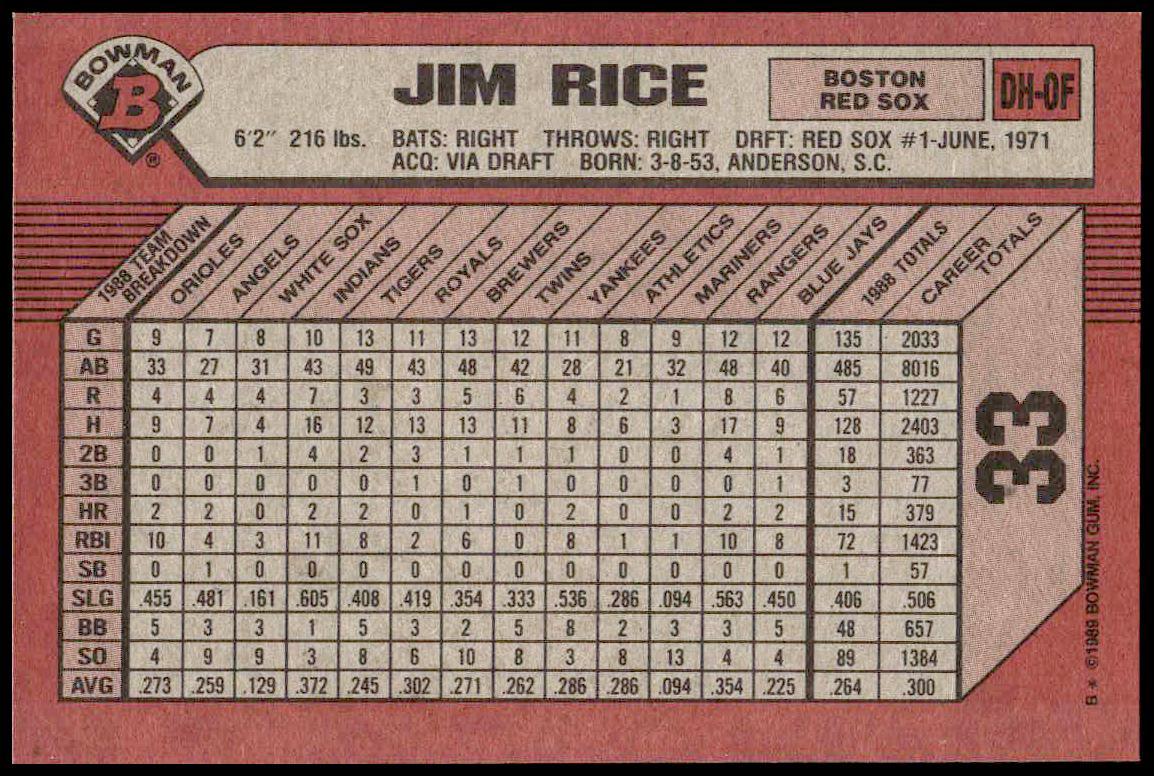 BOWMAN
B
®
JIM RICE
BOSTON
RED SOX
DH-OF
6'2" 216 lbs. BATS: RIGHT THROWS: RIGHT DRFT: RED SOX #1-JUNE, 1971
ACQ: VIA DRAFT BORN: 3-8-53, ANDERSON, S.C.
1988 TEAM BREAKDOWN ORIOLES ANGELS WHITE SOX INDIANS TIGERS ROYALS BREWERS TWINS YANKEES ATHLETICS MARINERS RANGERS BLUE JAYS 1988 TOTALS CAREER TOTALS
G 9 7 8 10 13 11 13 12 11 8 9 12 12 135 2033
AB 33 27 31 43 49 43 48 42 28 21 32 48 40 485 8016
R 4 4 4 7 3 3 5 6 4 2 1 8 6 57 1227
H 9 7 4 16 12 13 13 11 8 6 3 17 9 128 2403
2B 0 0 1 4 2 3 1 1 1 0 0 4 1 18 363
3B 0 0 0 0 0 1 0 1 0 0 0 0 1 3 77
HR 2 2 0 2 2 0 1 0 2 0 0 2 2 15 379
RBI 10 4 3 11 8 2 6 0 8 1 1 10 8 72 1423
SB 0 1 0 0 0 0 0 0 0 0 0 0 0 1 57
SLG .455 .481 .161 .605 .408 .419 .354 .333 .536 .286 .094 .563 .450 .406 .506
BB 5 3 3 1 5 3 2 5 8 2 3 3 5 48 657
SO 4 9 9 3 8 6 10 8 3 8 13 4 4 89 1384
AVG .273 .259 .129 .372 .245 .302 .271 .262 .286 .286 .094 .354 .225 .264 .300
33
B * ©1989 BOWMAN GUM, INC.